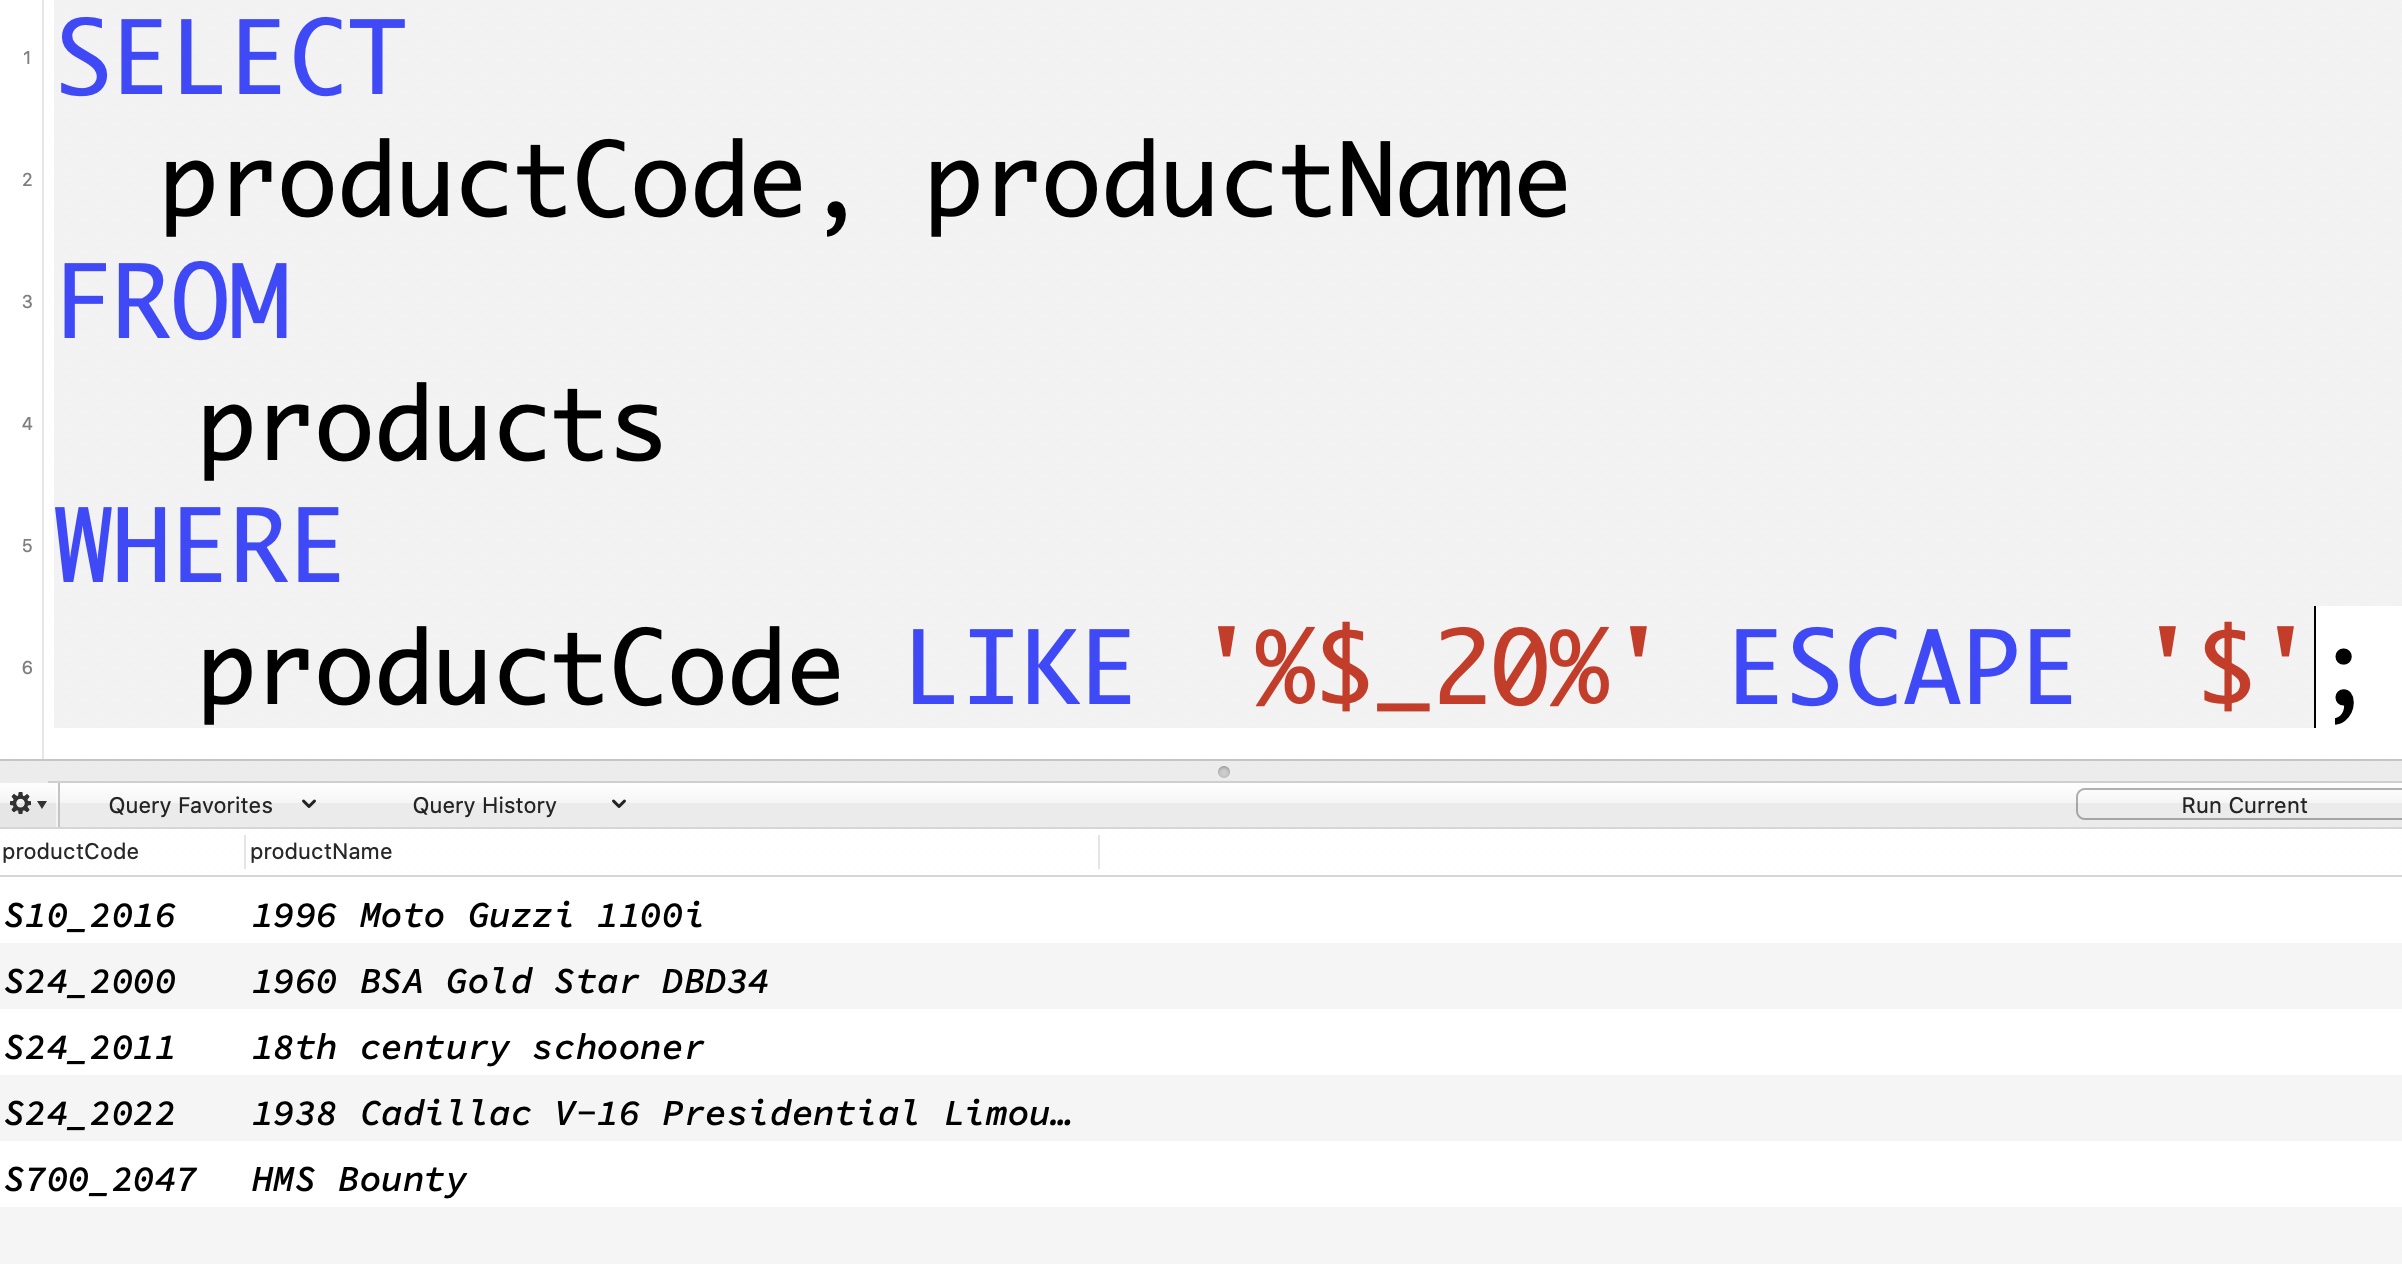 1 SELECT
2 productCode, productName
3 FROM
4 products
5 WHERE
6 productCode LIKE '%$_20%' ESCAPE '$';
Query Favorites Query History Run Current
productCode productName
S10_2016 1996 Moto Guzzi 1100i
S24_2000 1960 BSA Gold Star DBD34
S24_2011 18th century schooner
S24_2022 1938 Cadillac V-16 Presidential Limou…
S700_2047 HMS Bounty